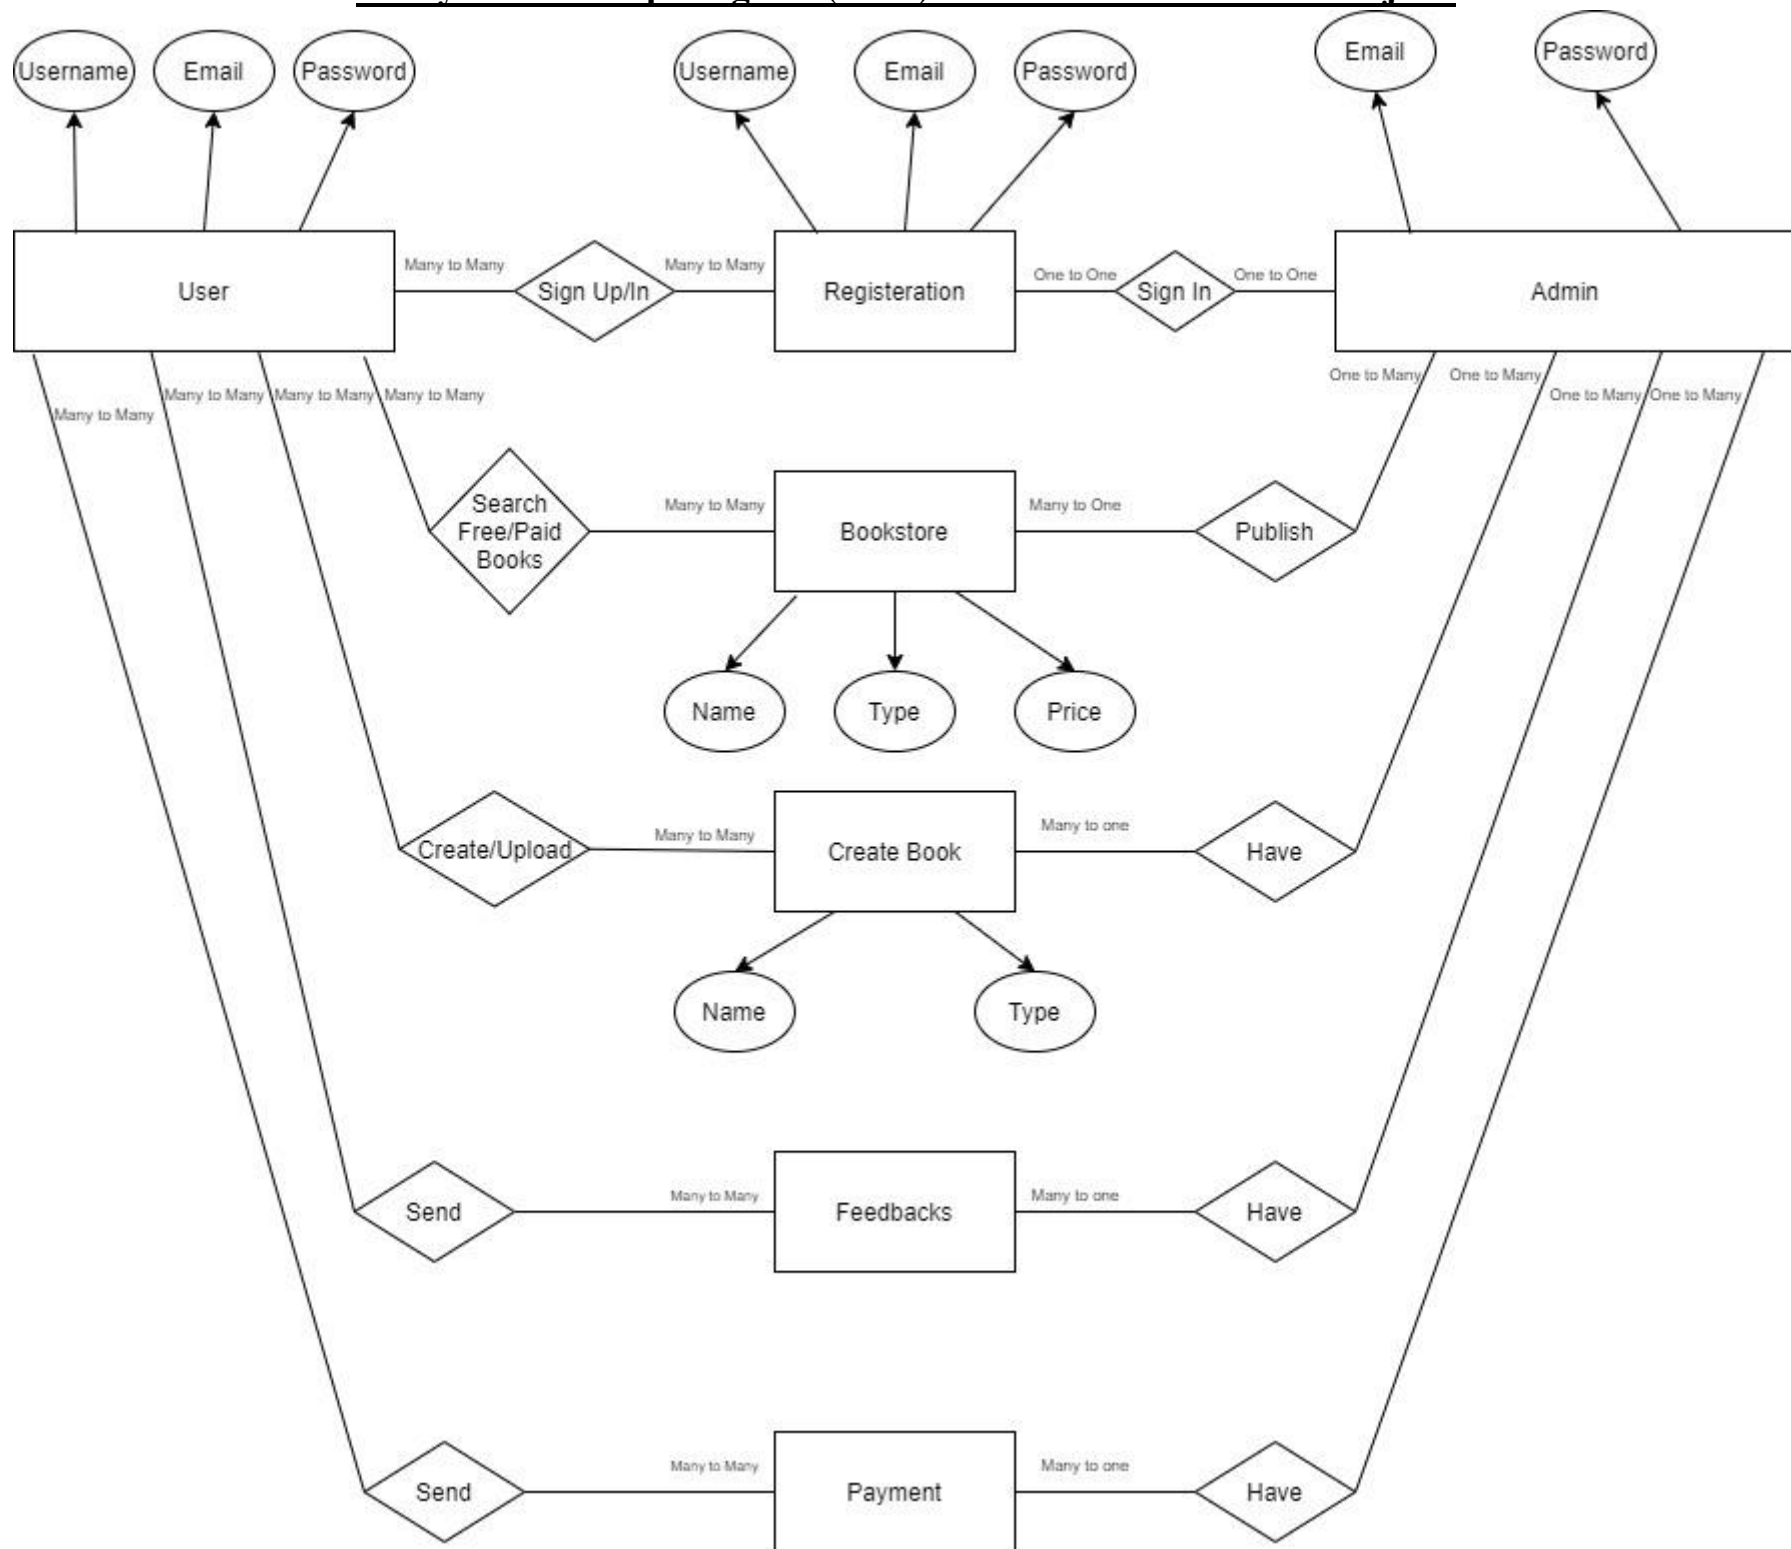 Username
Email
Password
Username
Email
Password
Email
Password
User
Many to Many
Sign Up/In
Many to Many
Registeration
One to One
Sign In
One to One
Admin
Many to Many
Many to Many
Many to Many
Many to Many
One to Many
One to Many
One to Many
One to Many
Search
Free/Paid
Books
Many to Many
Bookstore
Many to One
Publish
Name
Type
Price
Create/Upload
Many to Many
Create Book
Many to one
Have
Name
Type
Send
Many to Many
Feedbacks
Many to one
Have
Send
Many to Many
Payment
Many to one
Have